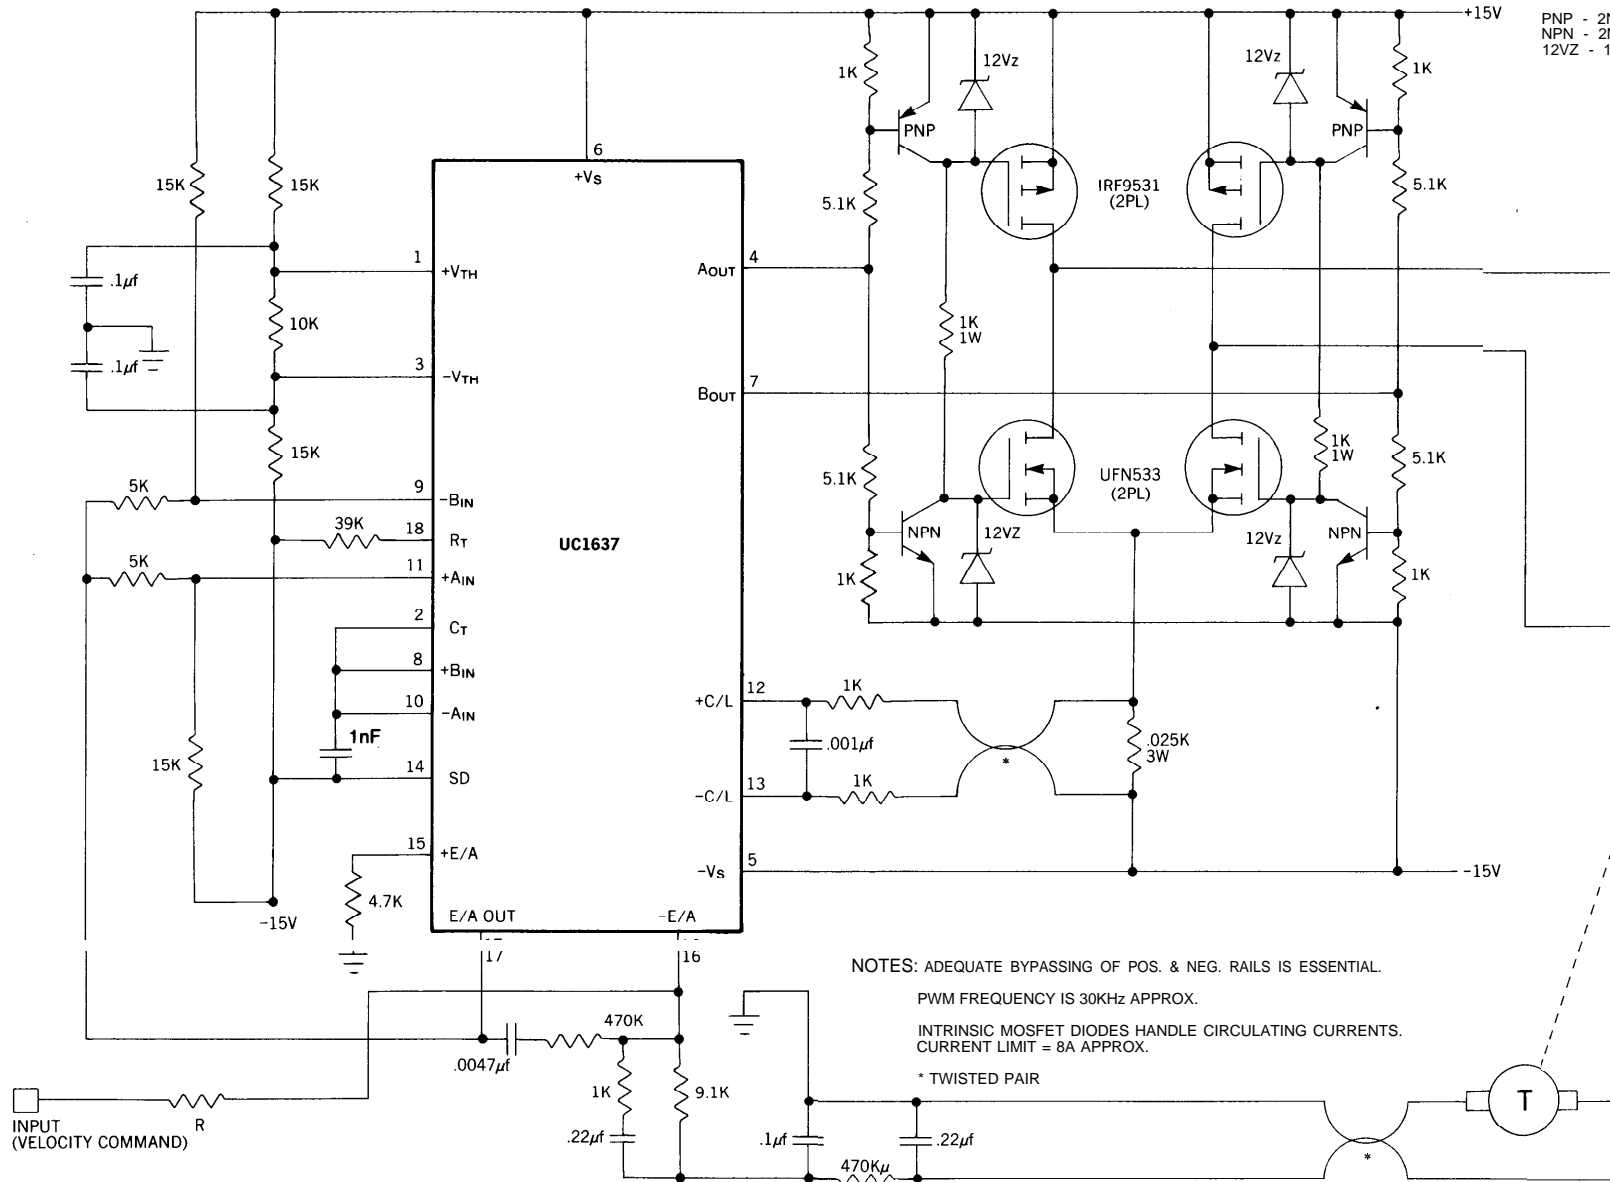 +15V
PNP - 2N
NPN - 2N
12VZ - 1
1K
12Vz
12Vz
1K
PNP
PNP
6
+Vs
15K
15K
5.1K
IRF9531
(2PL)
5.1K
.1µf
1
+VTH
AOUT
4
10K
1K
1W
.1µf
3
-VTH
7
BOUT
15K
5.1K
1K
1W
5.1K
5K
9
-BIN
UFN533
(2PL)
39K
18
RT
UC1637
NPN
12VZ
12Vz
NPN
5K
11
+AIN
1K
1K
2
CT
8
+BIN
10
-AIN
+C/L
12
1K
1nF
.001µf
.025K
3W
*
15K
14
SD
-C/L
13
1K
15
+E/A
-Vs
5
-15V
4.7K
-15V
E/A OUT
-E/A
17
16
NOTES: ADEQUATE BYPASSING OF POS. & NEG. RAILS IS ESSENTIAL.
PWM FREQUENCY IS 30KHz APPROX.
INTRINSIC MOSFET DIODES HANDLE CIRCULATING CURRENTS.
CURRENT LIMIT = 8A APPROX.
* TWISTED PAIR
470K
.0047µf
1K
9.1K
T
INPUT
(VELOCITY COMMAND)
R
.22µf
.1µf
.22µf
*
470Kµ